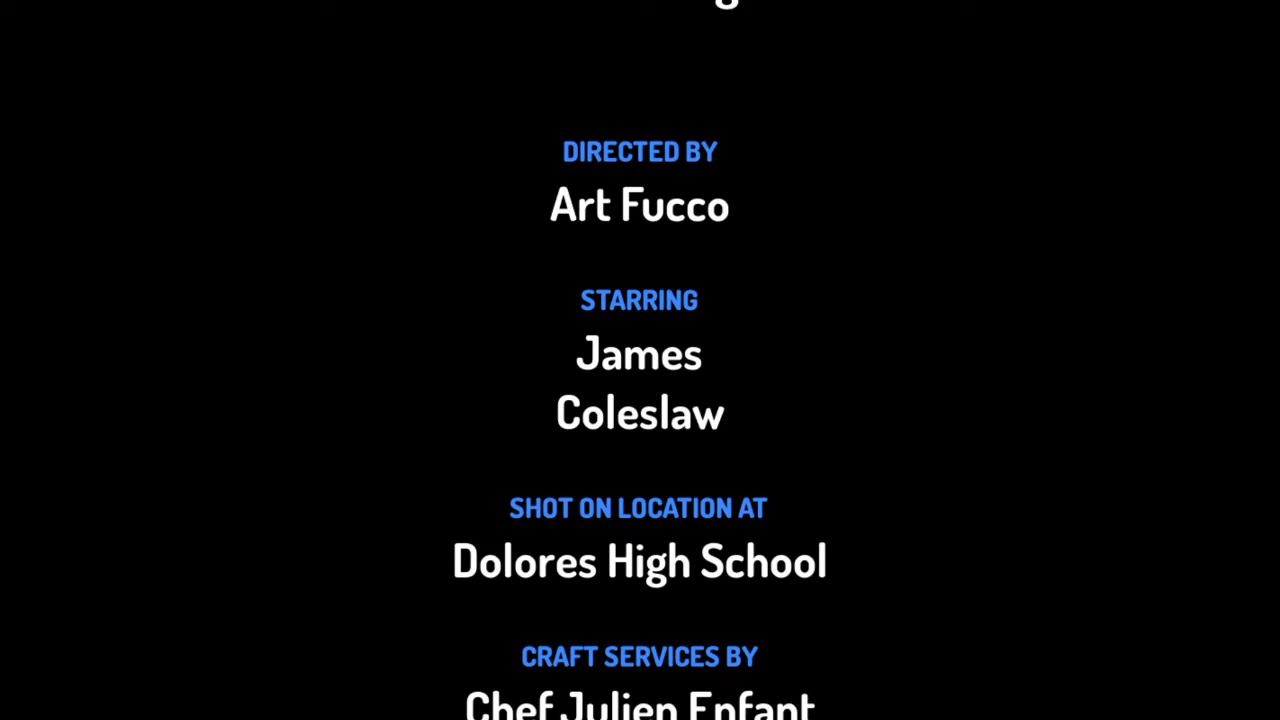 DIRECTED BY
Art Fucco
STARRING
James
Coleslaw
SHOT ON LOCATION AT
Dolores High School
CRAFT SERVICES BY
Chef Julien Enfant